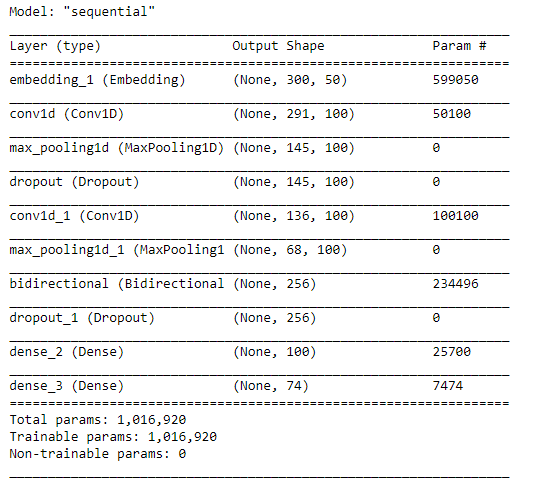 Model: "sequential"
_________________________________________________________________
Layer (type)                 Output Shape              Param #
=================================================================
embedding_1 (Embedding)      (None, 300, 50)           599050
_________________________________________________________________
conv1d (Conv1D)              (None, 291, 100)          50100
_________________________________________________________________
max_pooling1d (MaxPooling1D) (None, 145, 100)          0
_________________________________________________________________
dropout (Dropout)            (None, 145, 100)          0
_________________________________________________________________
conv1d_1 (Conv1D)            (None, 136, 100)          100100
_________________________________________________________________
max_pooling1d_1 (MaxPooling1 (None, 68, 100)           0
_________________________________________________________________
bidirectional (Bidirectional (None, 256)               234496
_________________________________________________________________
dropout_1 (Dropout)          (None, 256)               0
_________________________________________________________________
dense_2 (Dense)              (None, 100)               25700
_________________________________________________________________
dense_3 (Dense)              (None, 74)                7474
=================================================================
Total params: 1,016,920
Trainable params: 1,016,920
Non-trainable params: 0
_________________________________________________________________